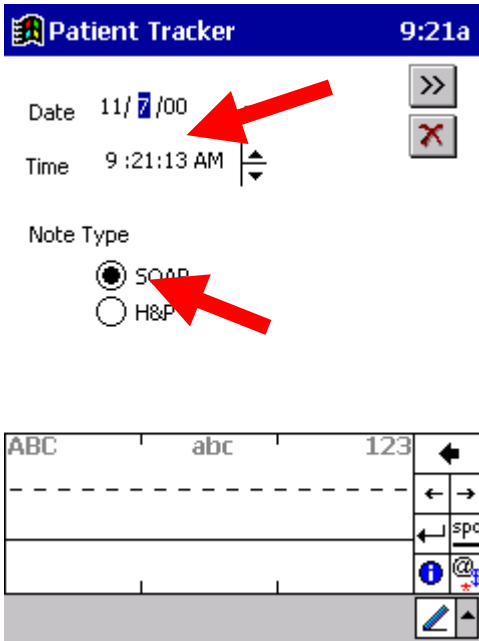 Patient Tracker 9:21a
>>
Date 11/ 7 /00
Time 9 :21:13 AM
Note Type
SOAP
H&P
ABC abc 123
@